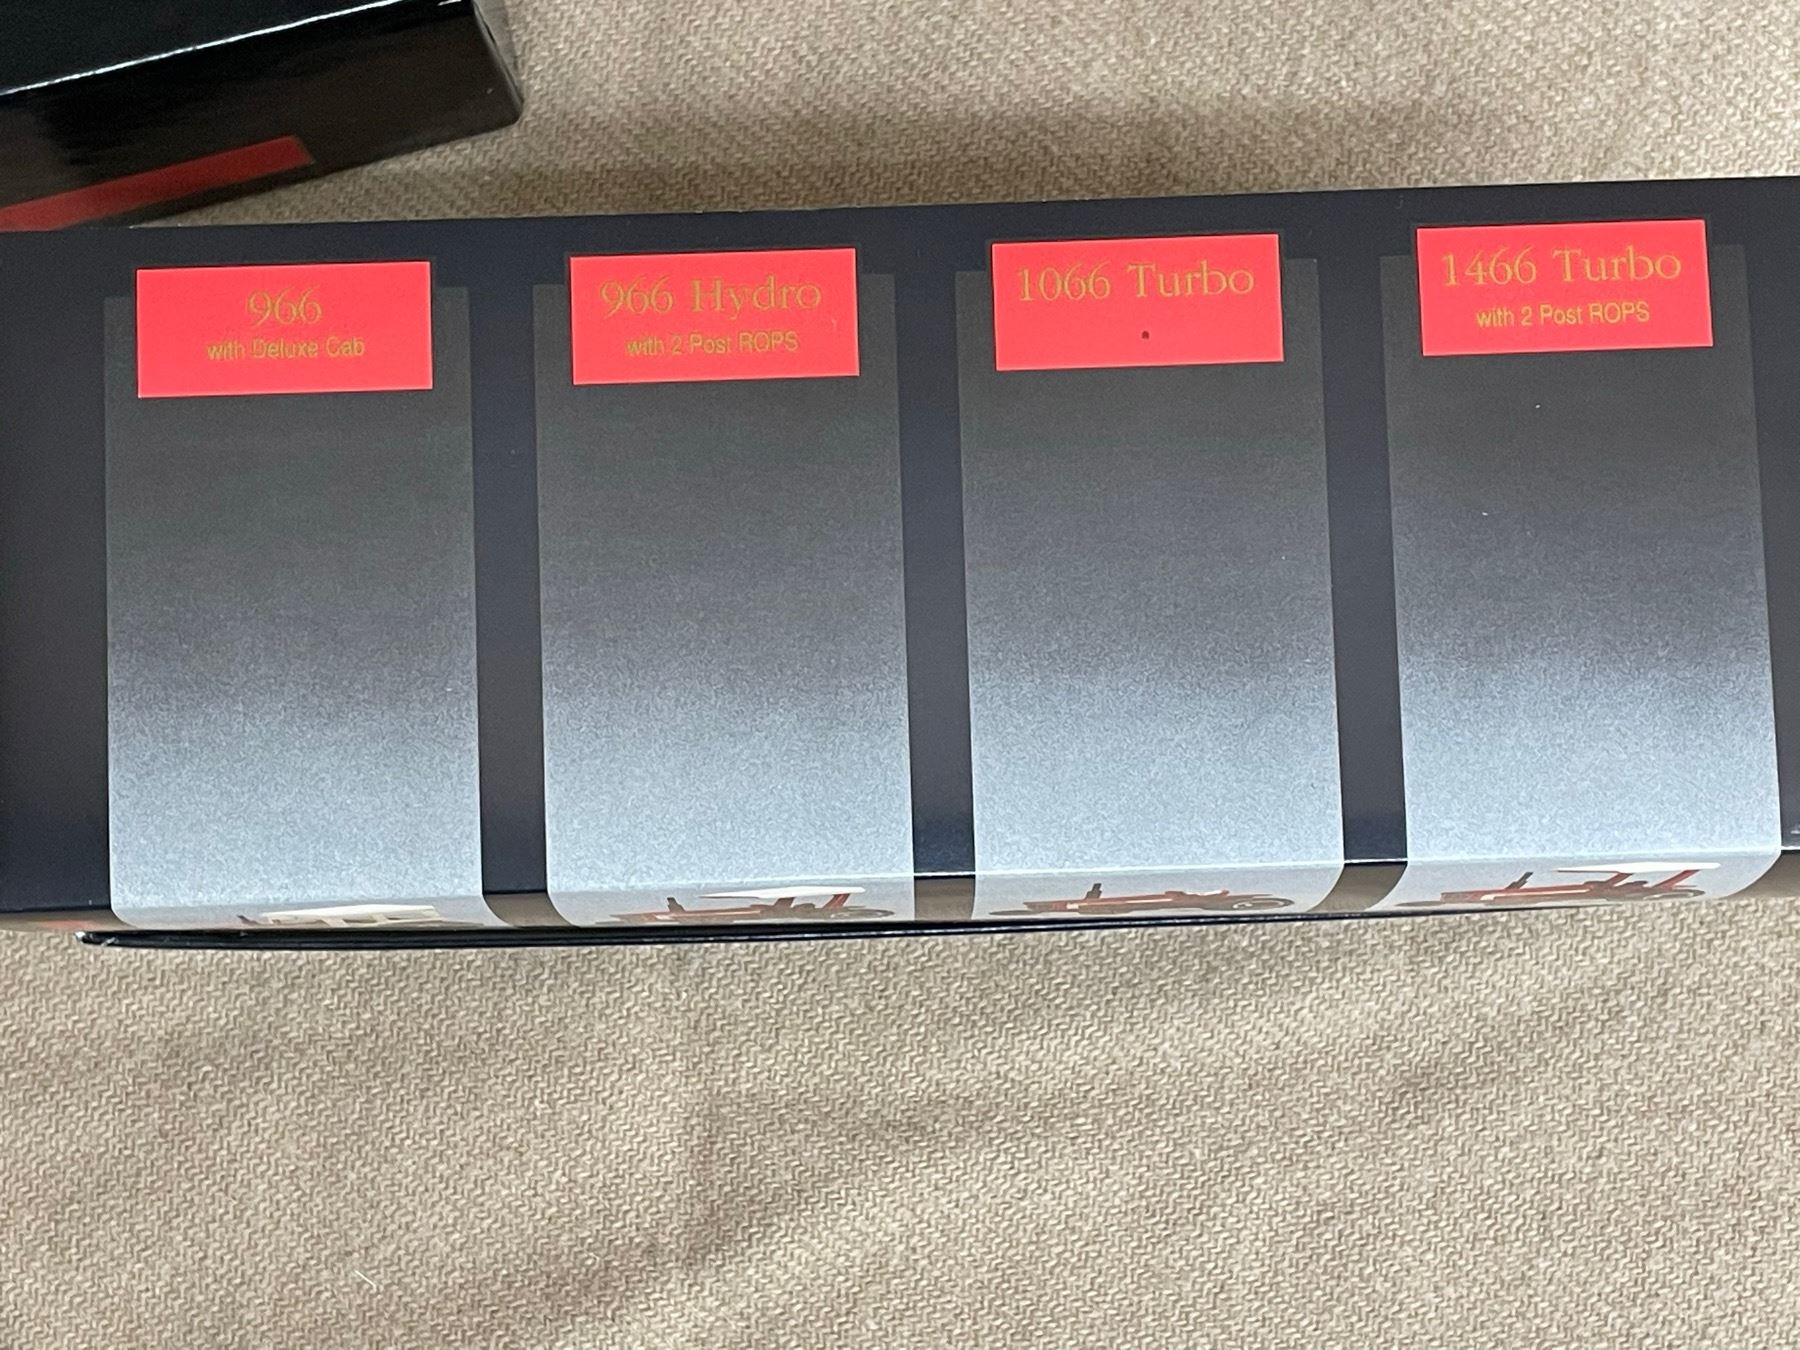 966
with Deluxe Cab
966 Hydro
with 2 Post ROPS
1066 Turbo
1466 Turbo
with 2 Post ROPS